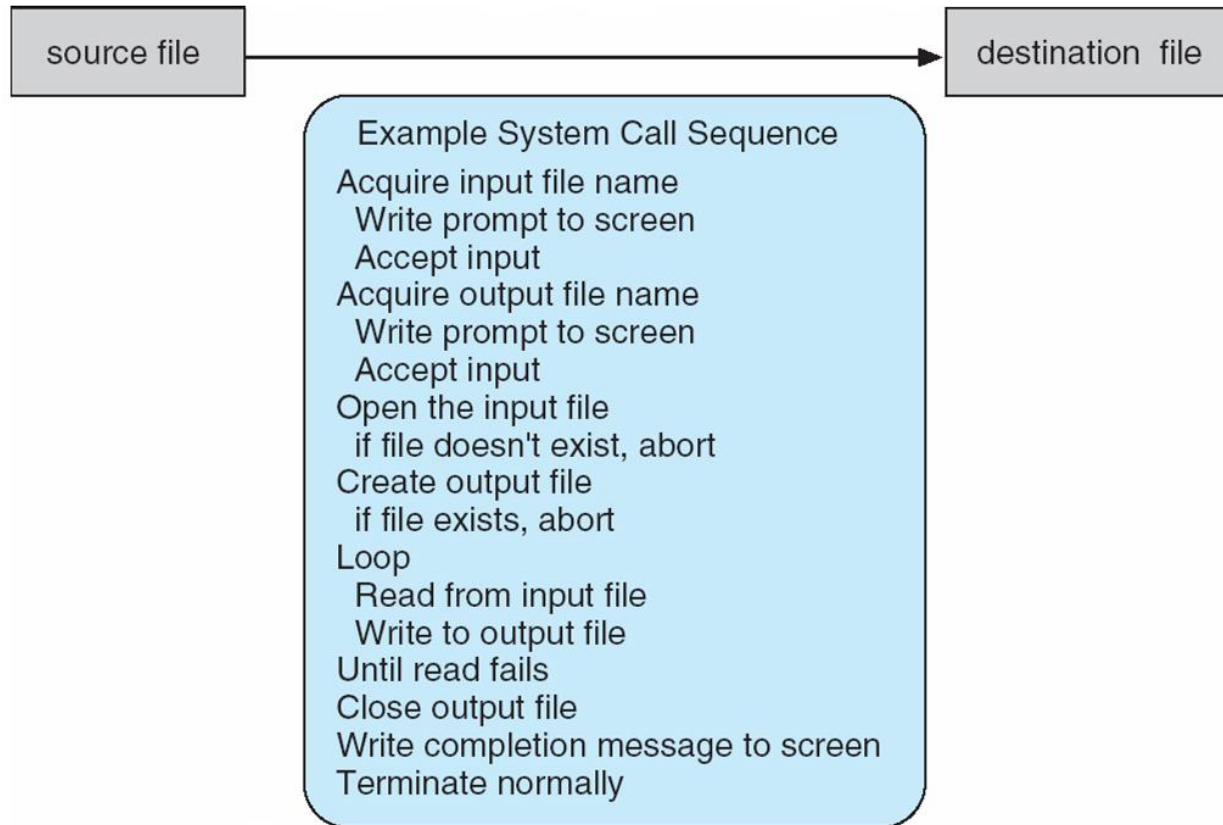 source file
destination file
Example System Call Sequence
Acquire input file name
Write prompt to screen
Accept input
Acquire output file name
Write prompt to screen
Accept input
Open the input file
if file doesn't exist, abort
Create output file
if file exists, abort
Loop
Read from input file
Write to output file
Until read fails
Close output file
Write completion message to screen
Terminate normally